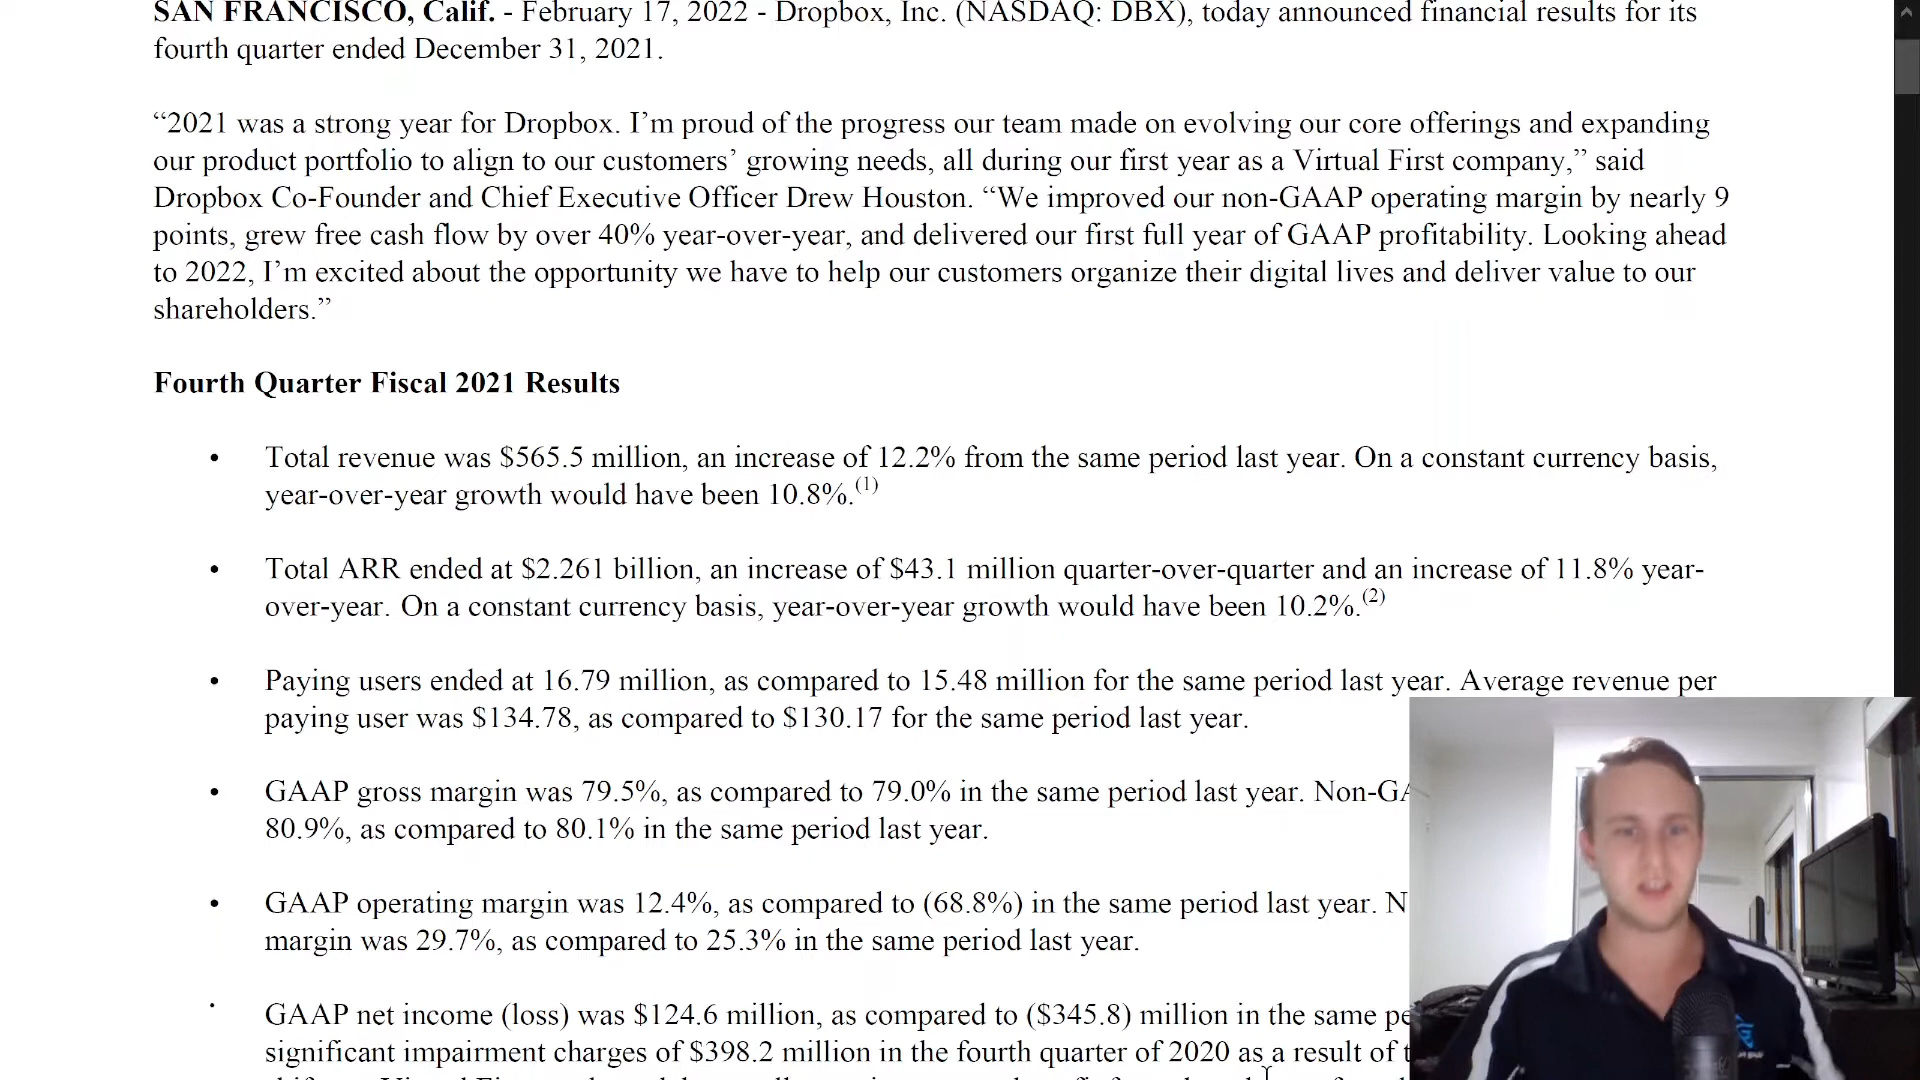 SAN FRANCISCO, Calif. - February 17, 2022 - Dropbox, Inc. (NASDAQ: DBX), today announced financial results for its
fourth quarter ended December 31, 2021.
“2021 was a strong year for Dropbox. I’m proud of the progress our team made on evolving our core offerings and expanding
our product portfolio to align to our customers’ growing needs, all during our first year as a Virtual First company,” said
Dropbox Co-Founder and Chief Executive Officer Drew Houston. “We improved our non-GAAP operating margin by nearly 9
points, grew free cash flow by over 40% year-over-year, and delivered our first full year of GAAP profitability. Looking ahead
to 2022, I’m excited about the opportunity we have to help our customers organize their digital lives and deliver value to our
shareholders.”
Fourth Quarter Fiscal 2021 Results
• Total revenue was $565.5 million, an increase of 12.2% from the same period last year. On a constant currency basis,
year-over-year growth would have been 10.8%.(1)
• Total ARR ended at $2.261 billion, an increase of $43.1 million quarter-over-quarter and an increase of 11.8% year-
over-year. On a constant currency basis, year-over-year growth would have been 10.2%.(2)
• Paying users ended at 16.79 million, as compared to 15.48 million for the same period last year. Average revenue per
paying user was $134.78, as compared to $130.17 for the same period last year.
• GAAP gross margin was 79.5%, as compared to 79.0% in the same period last year. Non-GA
80.9%, as compared to 80.1% in the same period last year.
• GAAP operating margin was 12.4%, as compared to (68.8%) in the same period last year. N
margin was 29.7%, as compared to 25.3% in the same period last year.
• GAAP net income (loss) was $124.6 million, as compared to ($345.8) million in the same pe
significant impairment charges of $398.2 million in the fourth quarter of 2020 as a result of t